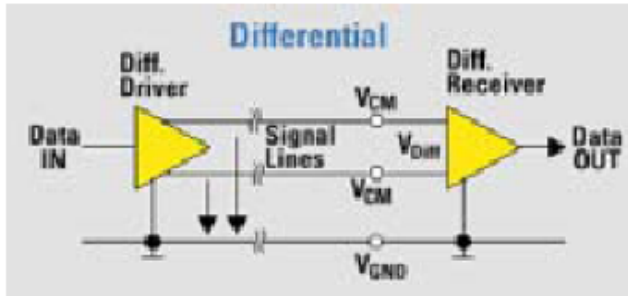 Differential
Diff.
Driver
Diff.
Receiver
VCM
Data
IN
Signal
Lines
VDiff
Data
OUT
VCM
VGND